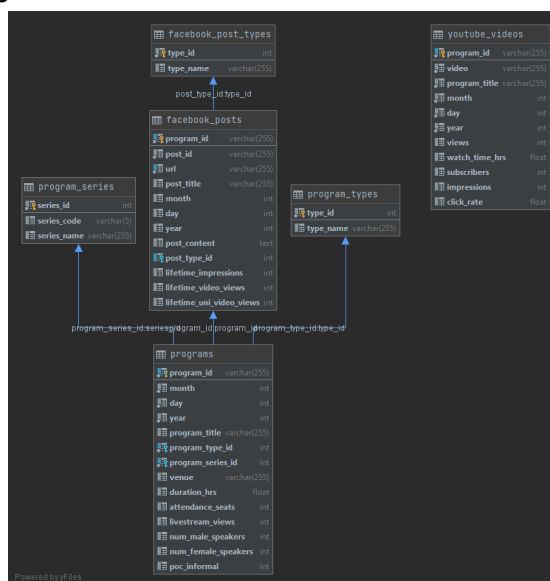 facebook_post_types
type_id int
type_name varchar(255)
post_type_id:type_id
youtube_videos
program_id varchar(255)
video varchar(255)
program_title varchar(255)
month int
day int
year int
views int
watch_time_hrs float
subscribers int
impressions int
click_rate float
facebook_posts
program_id varchar(255)
post_id varchar(255)
url varchar(255)
post_title varchar(255)
month int
day int
year int
post_content text
post_type_id int
lifetime_impressions int
lifetime_video_views int
lifetime_uni_video_views int
program_series
series_id int
series_code varchar(5)
series_name varchar(255)
program_types
type_id int
type_name varchar(255)
program_series_id:series_id
program_id:program_id
program_type_id:type_id
programs
program_id varchar(255)
month int
day int
year int
program_title varchar(255)
program_type_id int
program_series_id int
venue varchar(255)
duration_hrs float
attendance_seats int
livestream_views int
num_male_speakers int
num_female_speakers int
poc_informal int
Powered by yFiles